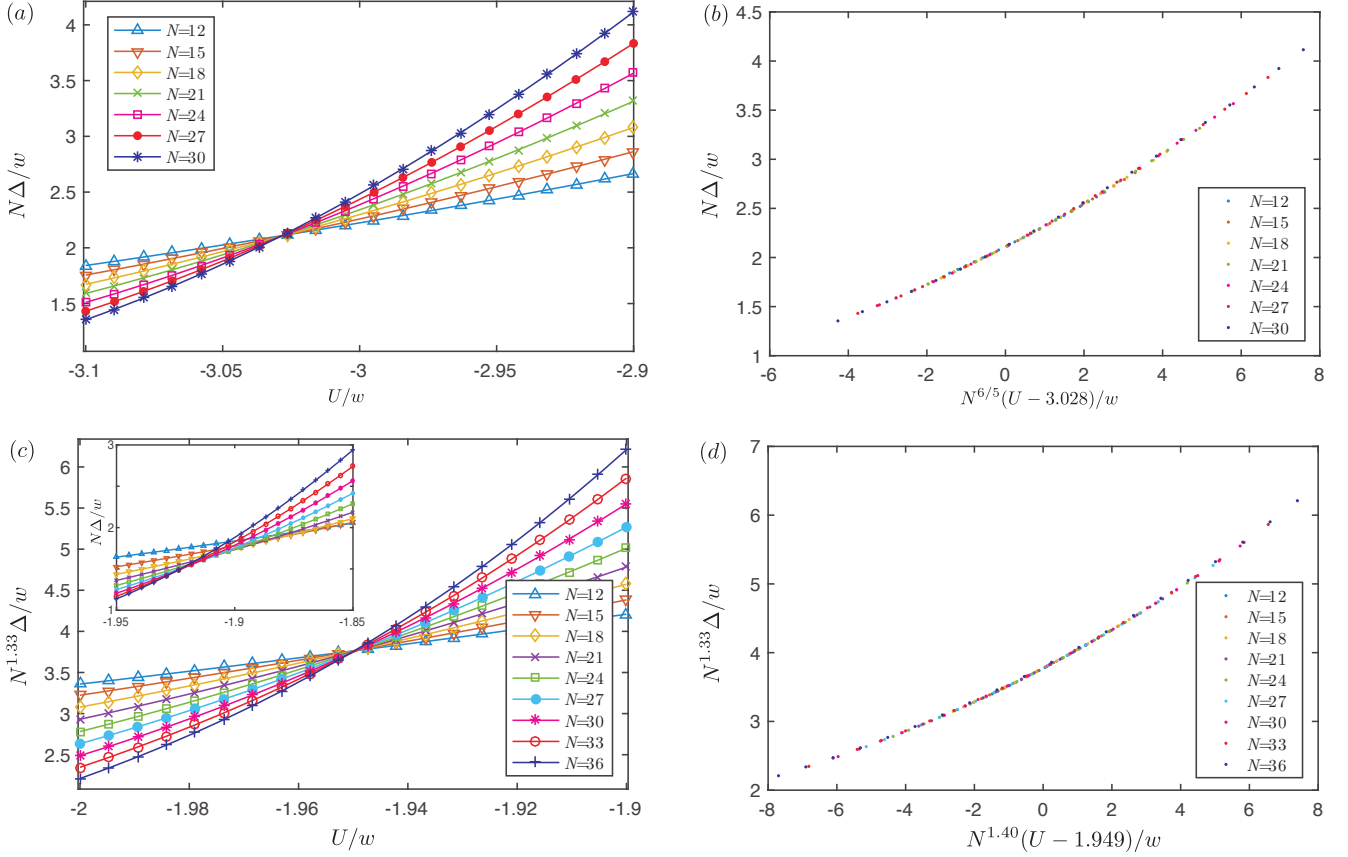 (a)
NΔ/w
4
3.5
3
2.5
2
1.5
N=12
N=15
N=18
N=21
N=24
N=27
N=30
-3.1
-3.05
-3
-2.95
-2.9
U/w
(b)
NΔ/w
4.5
4
3.5
3
2.5
2
1.5
1
N=12
N=15
N=18
N=21
N=24
N=27
N=30
-6
-4
-2
0
2
4
6
8
N^{6/5}(U − 3.028)/w
(c)
N^{1.33}Δ/w
6
5.5
5
4.5
4
3.5
3
2.5
NΔ/w
3
2
1
-1.95
-1.9
-1.85
N=12
N=15
N=18
N=21
N=24
N=27
N=30
N=33
N=36
-2
-1.98
-1.96
-1.94
-1.92
-1.9
U/w
(d)
N^{1.33}Δ/w
7
6
5
4
3
2
N=12
N=15
N=18
N=21
N=24
N=27
N=30
N=33
N=36
-8
-6
-4
-2
0
2
4
6
8
N^{1.40}(U − 1.949)/w